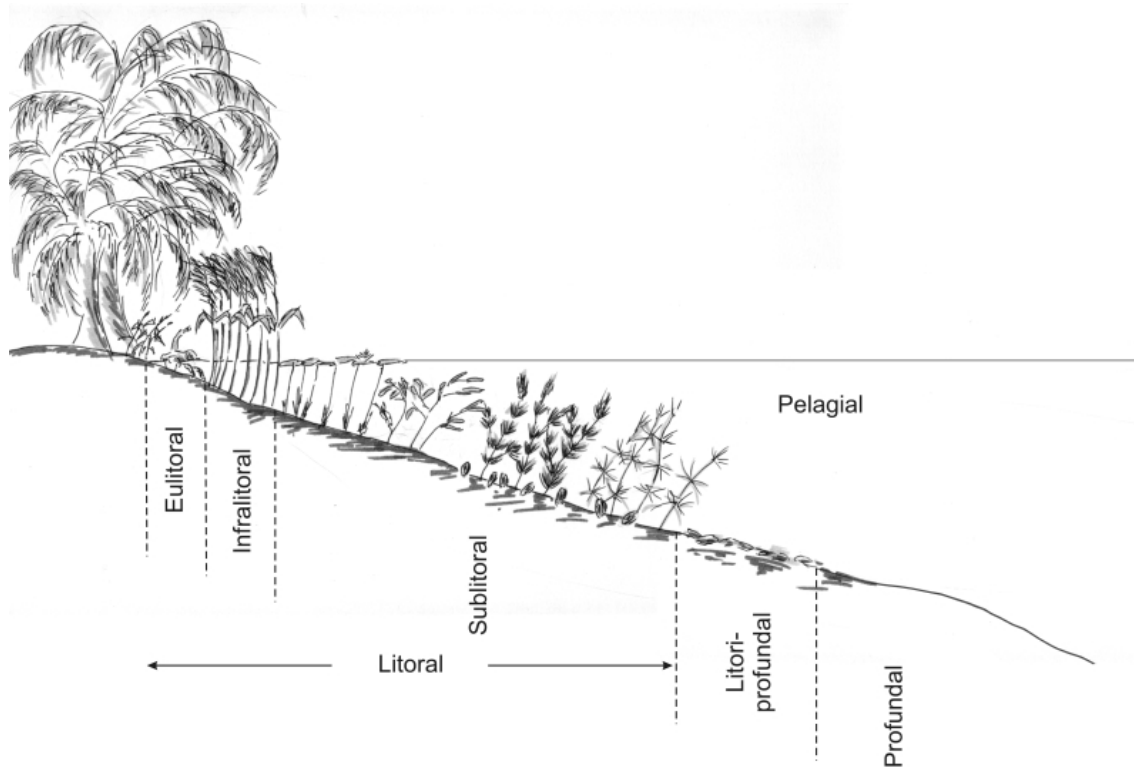 Pelagial
Eulitoral
Infralitoral
Sublitoral
Litoral
Litori-
profundal
Profundal